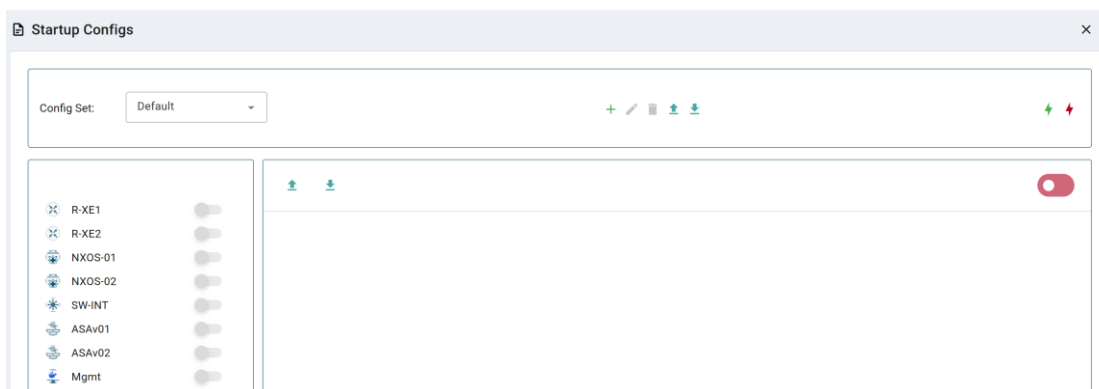 Startup Configs
Config Set:
Default
R-XE1
R-XE2
NXOS-01
NXOS-02
SW-INT
ASAv01
ASAv02
Mgmt